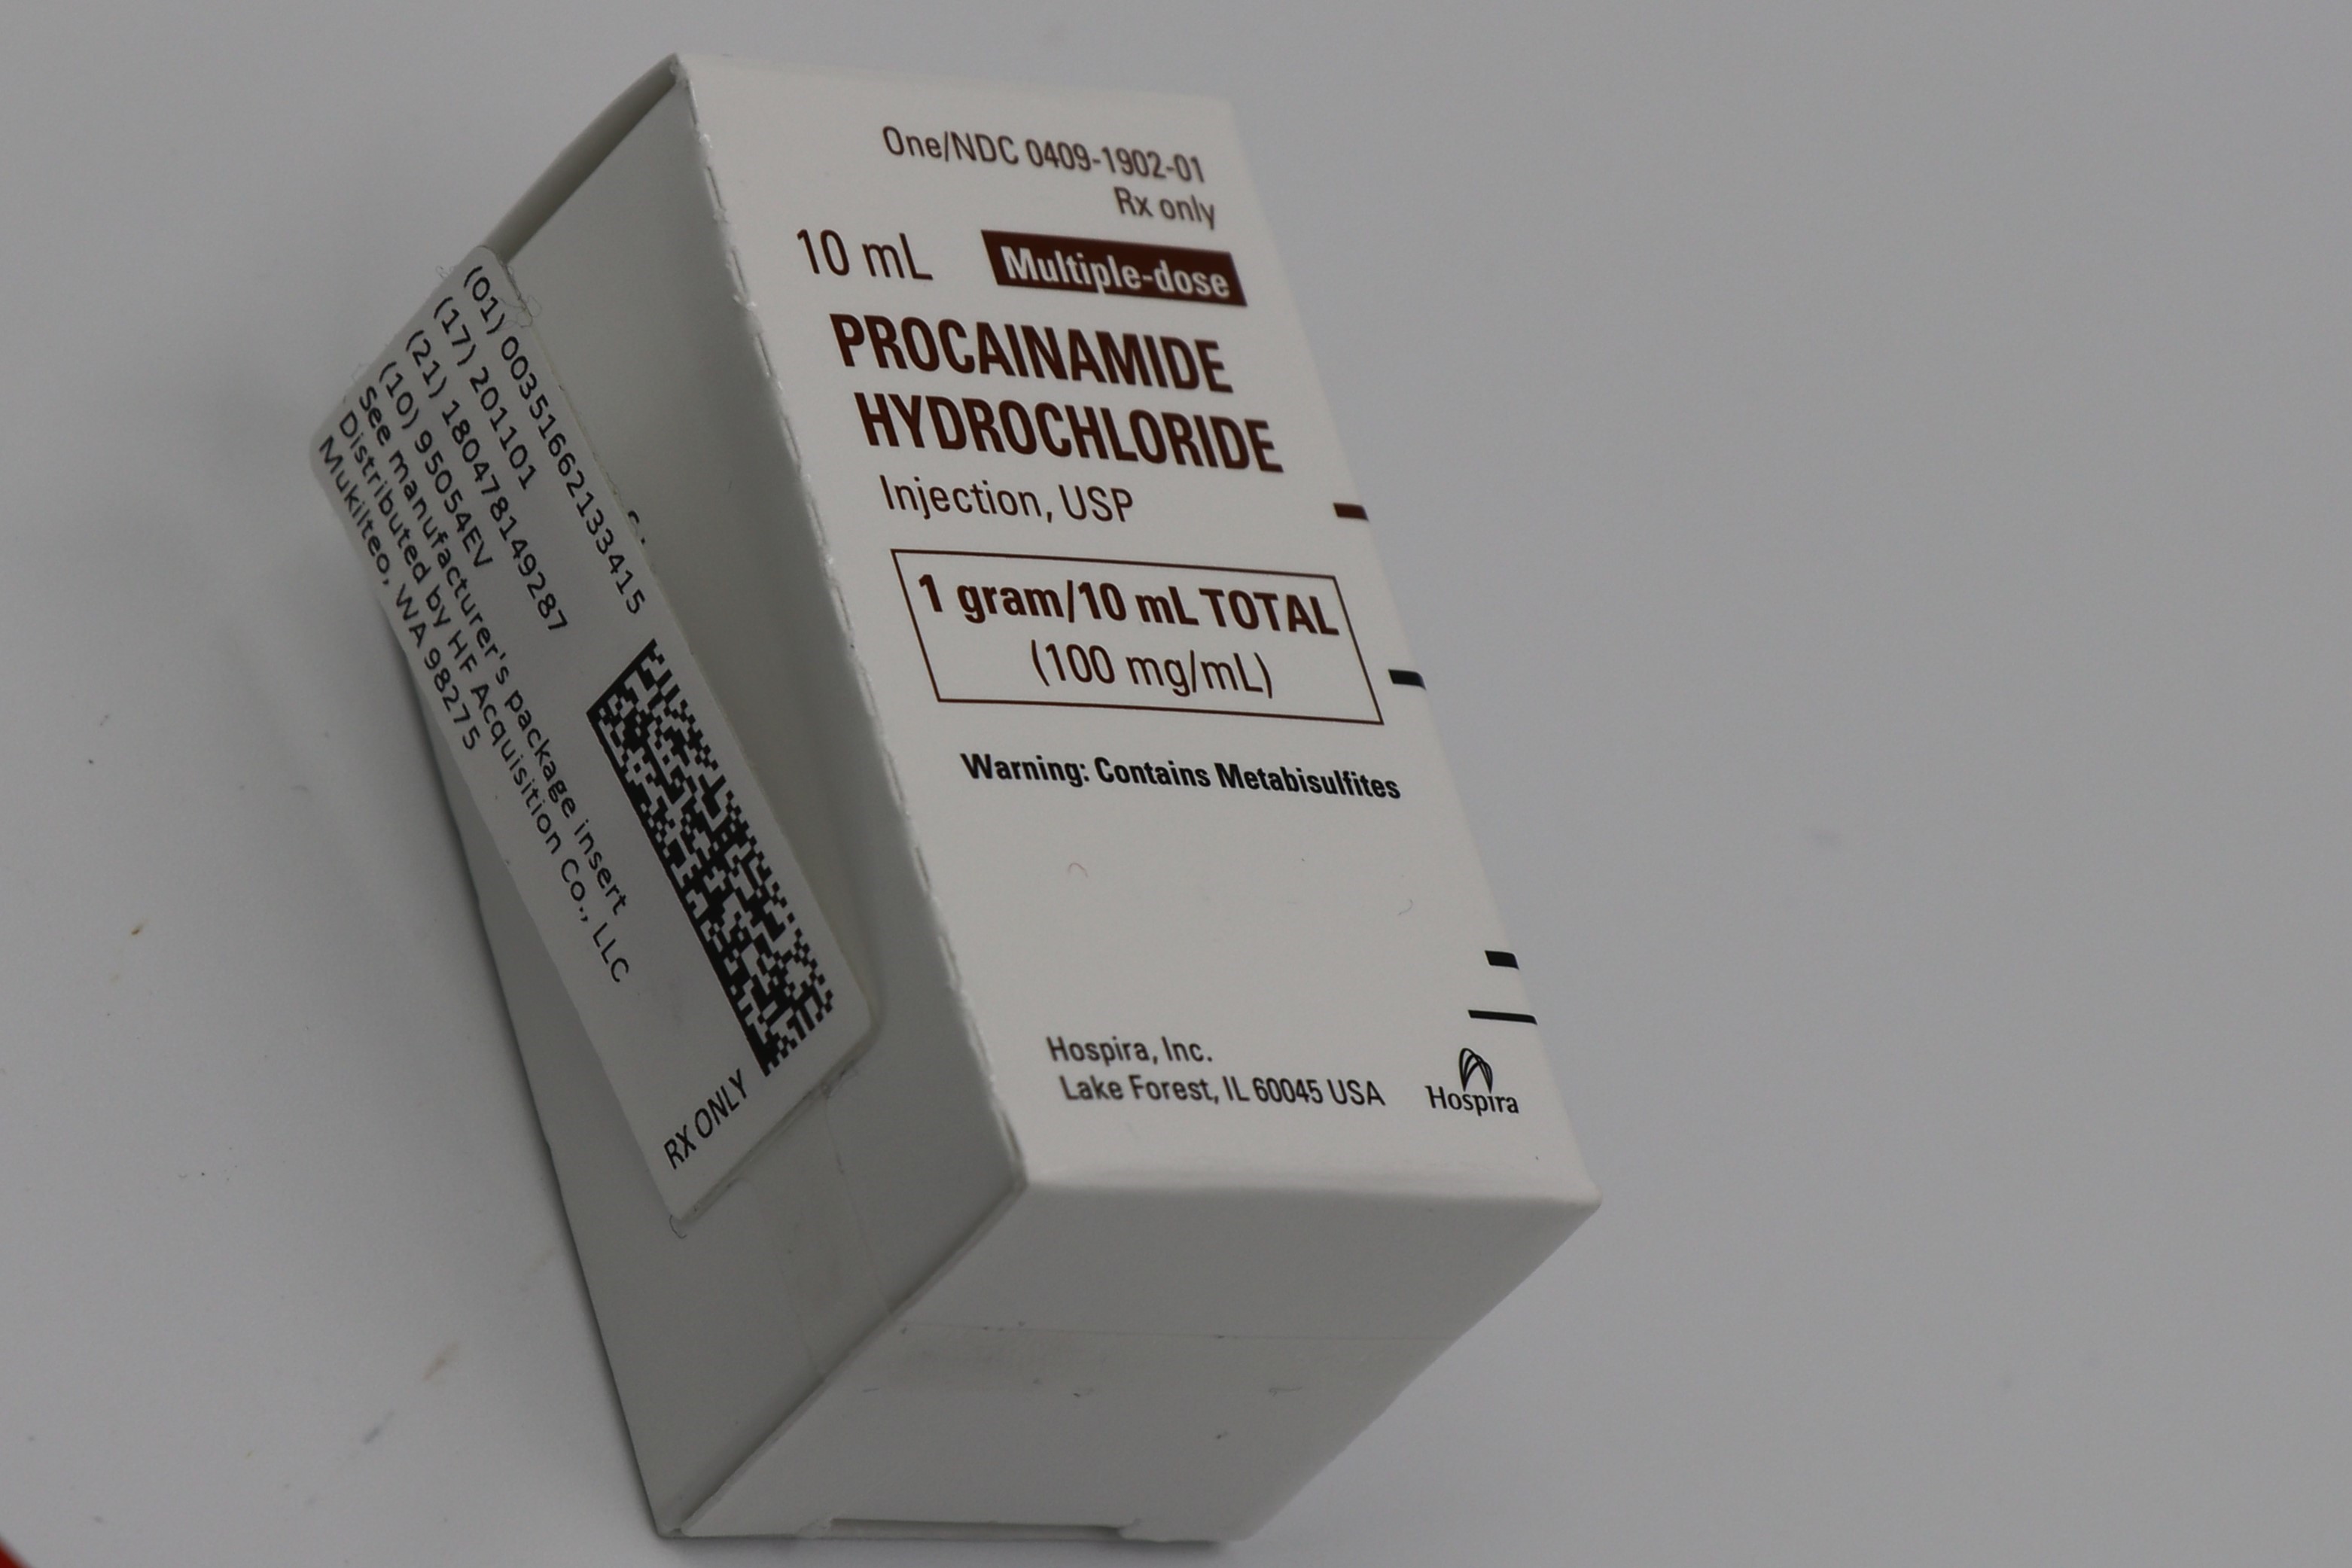 One/NDC 0409-1902-01
Rx only
10 mL Multiple-dose
PROCAINAMIDE
HYDROCHLORIDE
Injection, USP
1 gram/10 mL TOTAL
(100 mg/mL)
Warning: Contains Metabisulfites
Hospira, Inc.
Lake Forest, IL 60045 USA
Hospira
(01) 00351662133415
(17) 201101
(21) 180478149287
(10) 95054EV
See manufacturer's package insert
Distributed by HF Acquisition Co., LLC
Mukilteo, WA 98275
RX ONLY